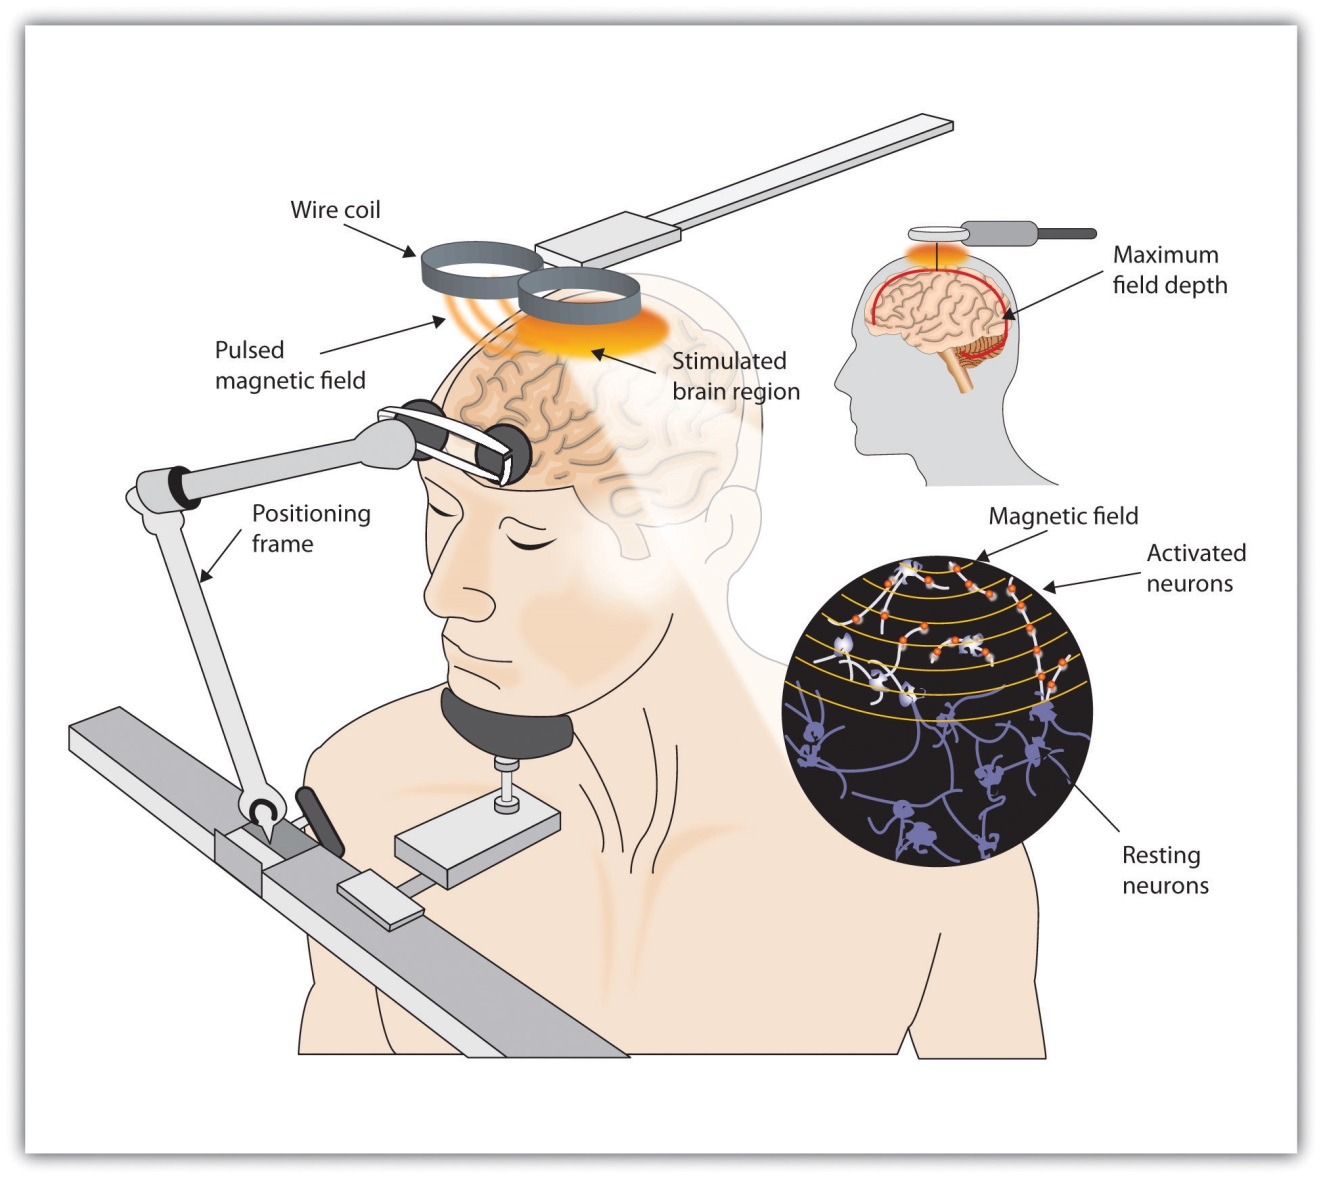 Wire coil
Pulsed
magnetic field
Stimulated
brain region
Maximum
field depth
Positioning
frame
Magnetic field
Activated
neurons
Resting
neurons